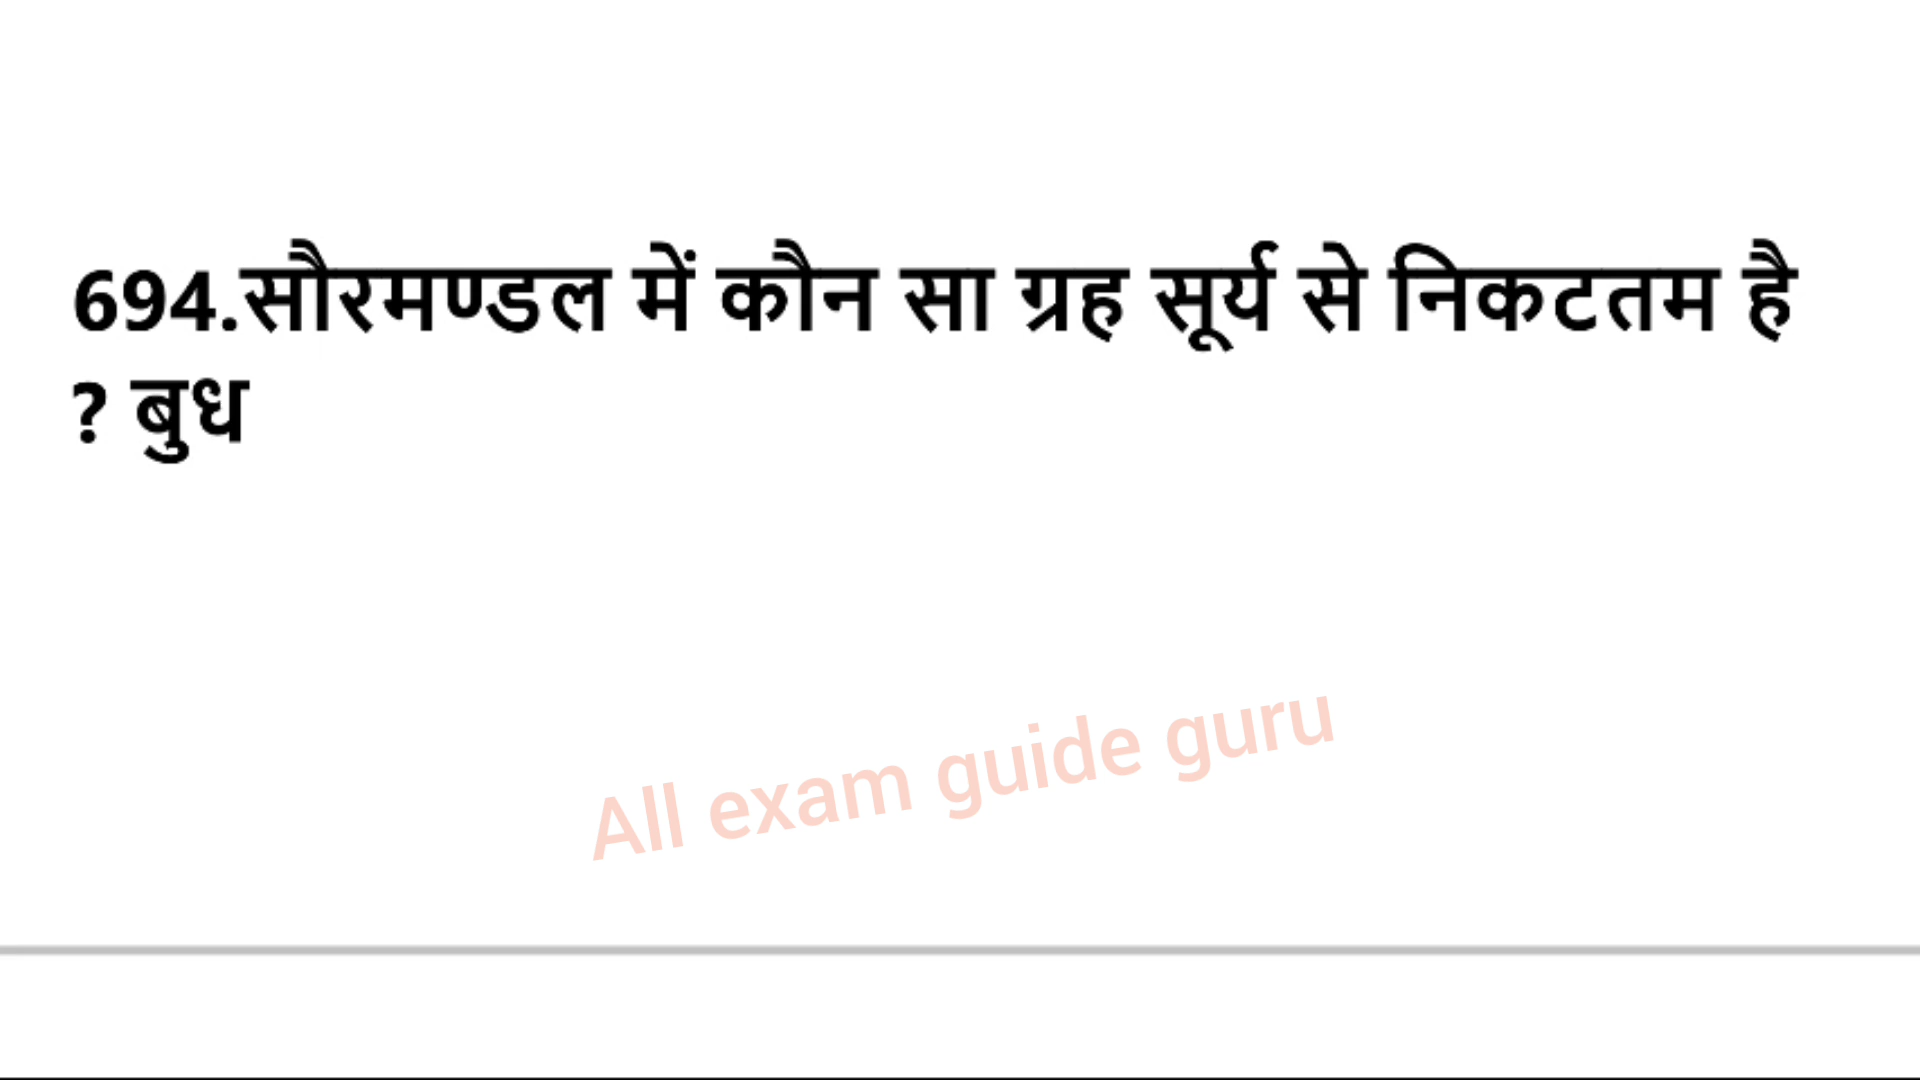 694.सौरमण्डल में कौन सा ग्रह सूर्य से निकटतम है
? बुध
All exam guide guru